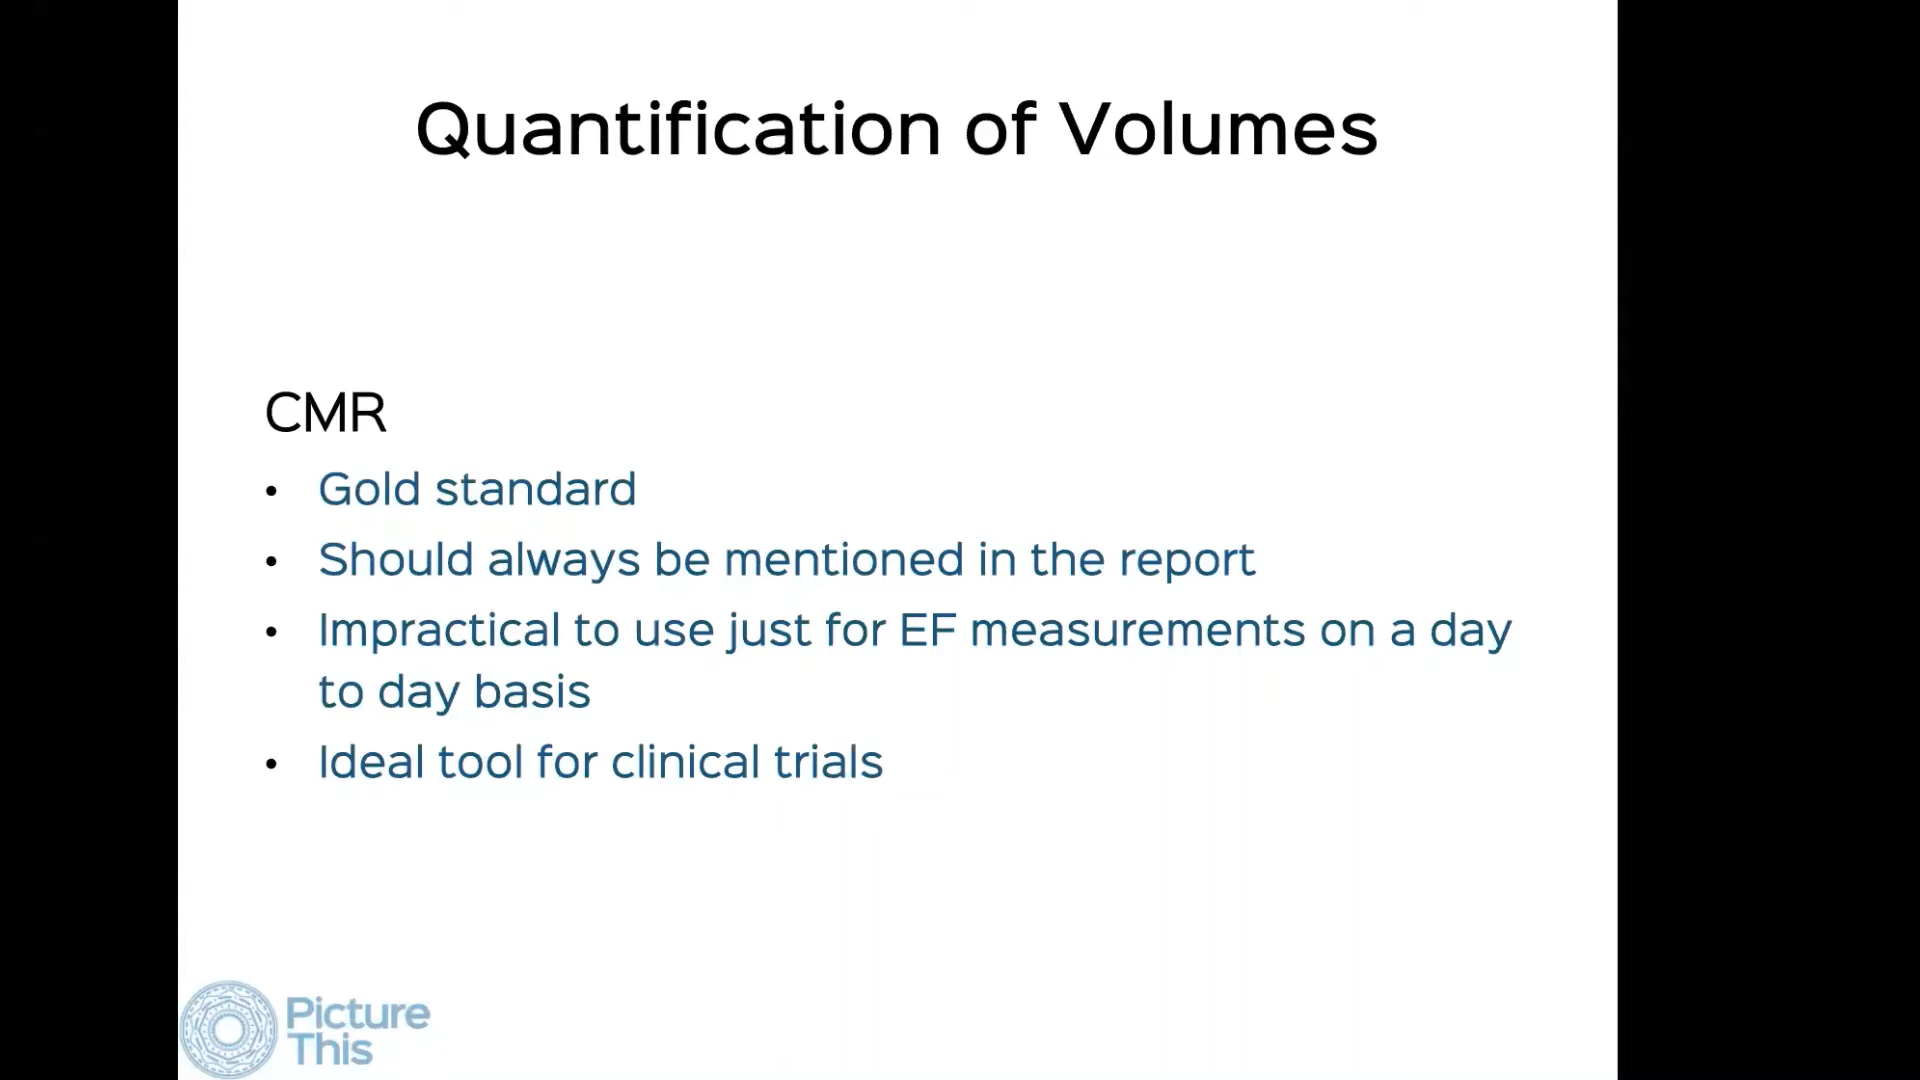 Quantification of Volumes
CMR
• Gold standard
• Should always be mentioned in the report
• Impractical to use just for EF measurements on a day
to day basis
• Ideal tool for clinical trials
Picture
This